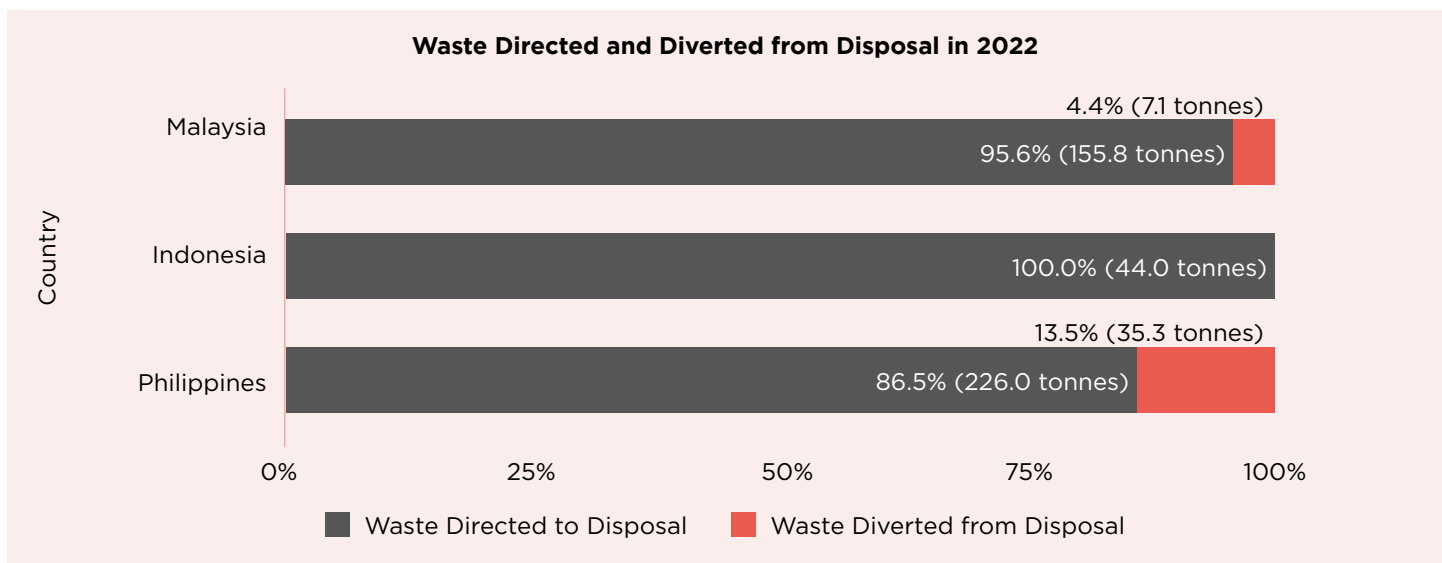 Waste Directed and Diverted from Disposal in 2022
Country
Malaysia
4.4% (7.1 tonnes)
95.6% (155.8 tonnes)
Indonesia
100.0% (44.0 tonnes)
Philippines
13.5% (35.3 tonnes)
86.5% (226.0 tonnes)
0% 25% 50% 75% 100%
Waste Directed to Disposal Waste Diverted from Disposal